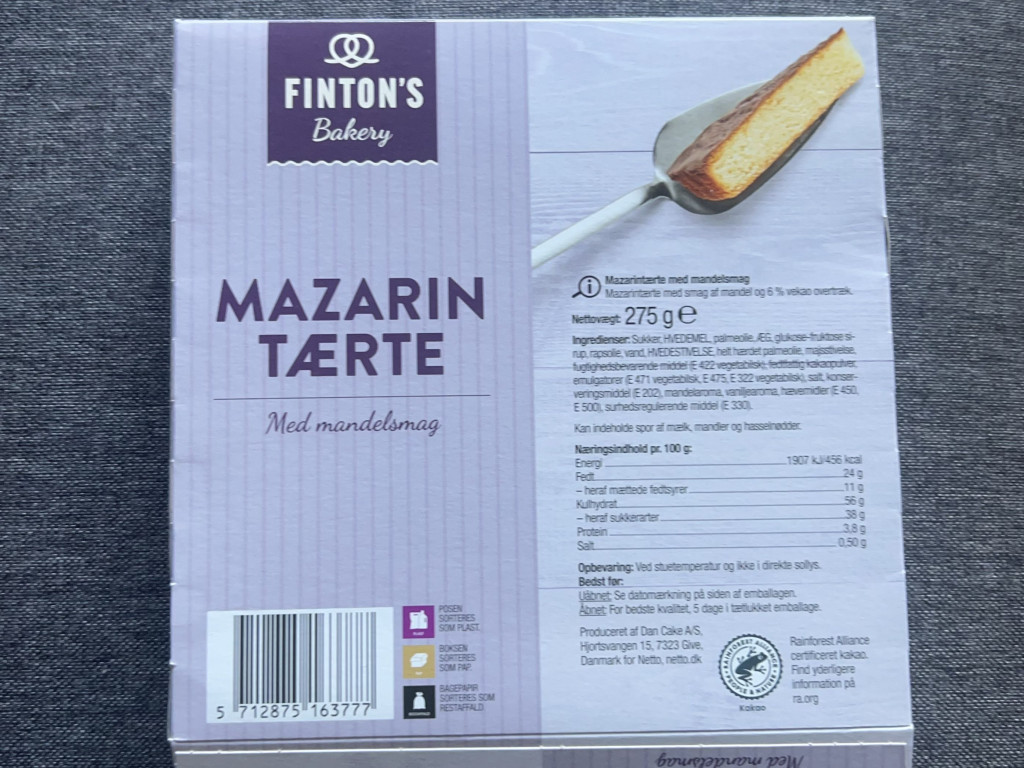 FINTON'S
Bakery
MAZARIN
TÆRTE
Med mandelsmag
Mazarintærte med mandelsmag
Mazarintærte med smag af mandel og 6 % vekao overtræk.
Nettovægt: 275 g e
Ingredienser: Sukker, HVEDEMEL, palmeolie, ÆG, glukose-fruktose si-
rup, rapsolie, vand, HVEDESTIVELSE, helt hærdet palmeolie, majsstivelse,
fugtighedsbevarende middel (E 422 vegetabilsk), fedtfattig kakaopulver,
emulgatorer (E 471 vegetabilsk, E 475, E 322 vegetabilsk), salt, konser-
veringsmiddel (E 202), mandelaroma, vaniljearoma, hævemidler (E 450,
E 500), surhedsregulerende middel (E 330).
Kan indeholde spor af mælk, mandler og hasselnødder.
Næringsindhold pr. 100 g:
Energi 1907 kJ/456 kcal
Fedt 24 g
– heraf mættede fedtsyrer 11 g
Kulhydrat 56 g
– heraf sukkerarter 38 g
Protein 3,8 g
Salt 0,50 g
Opbevaring: Ved stuetemperatur og ikke i direkte sollys.
Bedst før:
Uåbnet: Se datomærkning på siden af emballagen.
Åbnet: For bedste kvalitet, 5 dage i tætlukket emballage.
Produceret af Dan Cake A/S,
Hjortsvangen 15, 7323 Give,
Danmark for Netto, netto.dk
RAINFOREST ALLIANCE
PEOPLE & NATURE
Kakao
Rainforest Alliance
certificeret kakao.
Find yderligere
information på
ra.org
POSEN
SORTERES
SOM PLAST.
PLAST
BOKSEN
SORTERES
SOM PAP.
PAP
BAGEPAPIR
SORTERES SOM
RESTAFFALD.
5 712875 163777
Med mandelsmag